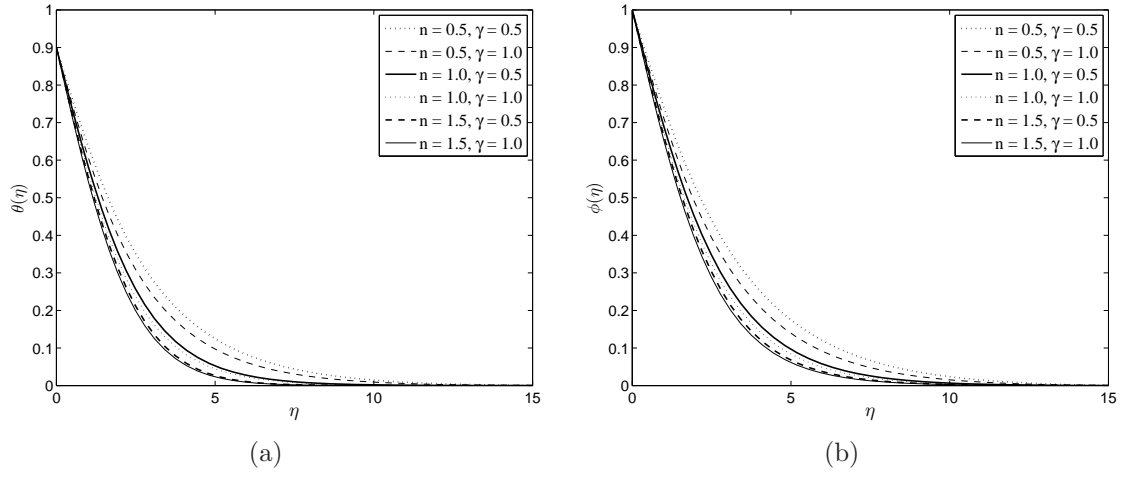 1
0.9
0.8
0.7
0.6
0.5
0.4
0.3
0.2
0.1
0
θ(η)
0 5 10 15
η
n = 0.5, γ = 0.5
n = 0.5, γ = 1.0
n = 1.0, γ = 0.5
n = 1.0, γ = 1.0
n = 1.5, γ = 0.5
n = 1.5, γ = 1.0
(a)
1
0.9
0.8
0.7
0.6
0.5
0.4
0.3
0.2
0.1
0
ϕ(η)
0 5 10 15
η
n = 0.5, γ = 0.5
n = 0.5, γ = 1.0
n = 1.0, γ = 0.5
n = 1.0, γ = 1.0
n = 1.5, γ = 0.5
n = 1.5, γ = 1.0
(b)